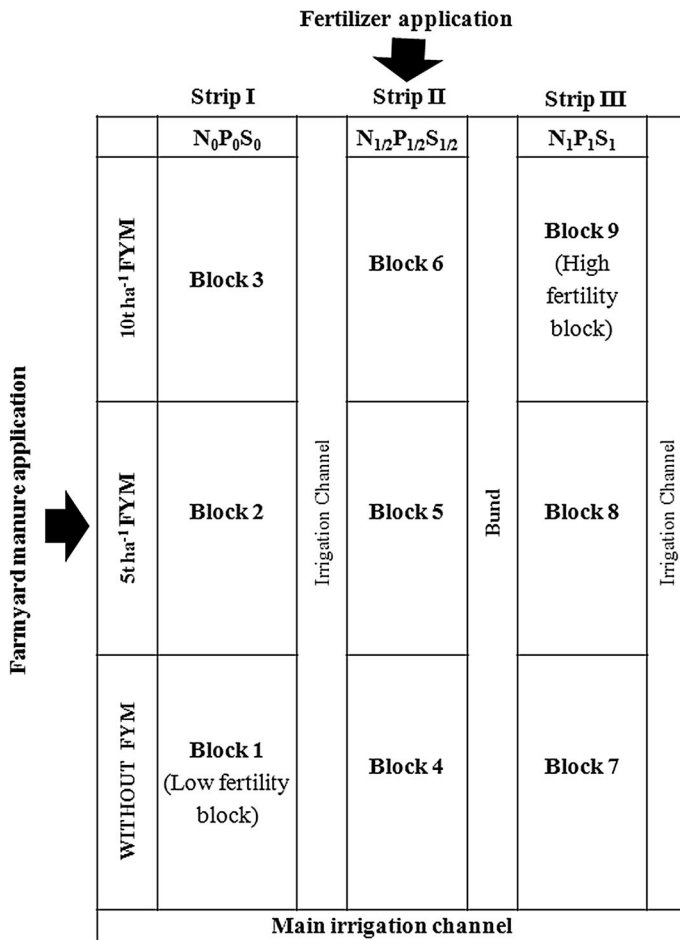 Fertilizer application
Strip I
Strip II
Strip III
N₀P₀S₀
N₁/₂P₁/₂S₁/₂
N₁P₁S₁
Farmyard manure application
10t ha⁻¹ FYM
Block 3
Block 6
Block 9
(High
fertility
block)
5t ha⁻¹ FYM
Block 2
Irrigation Channel
Block 5
Bund
Block 8
Irrigation Channel
WITHOUT FYM
Block 1
(Low fertility
block)
Block 4
Block 7
Main irrigation channel